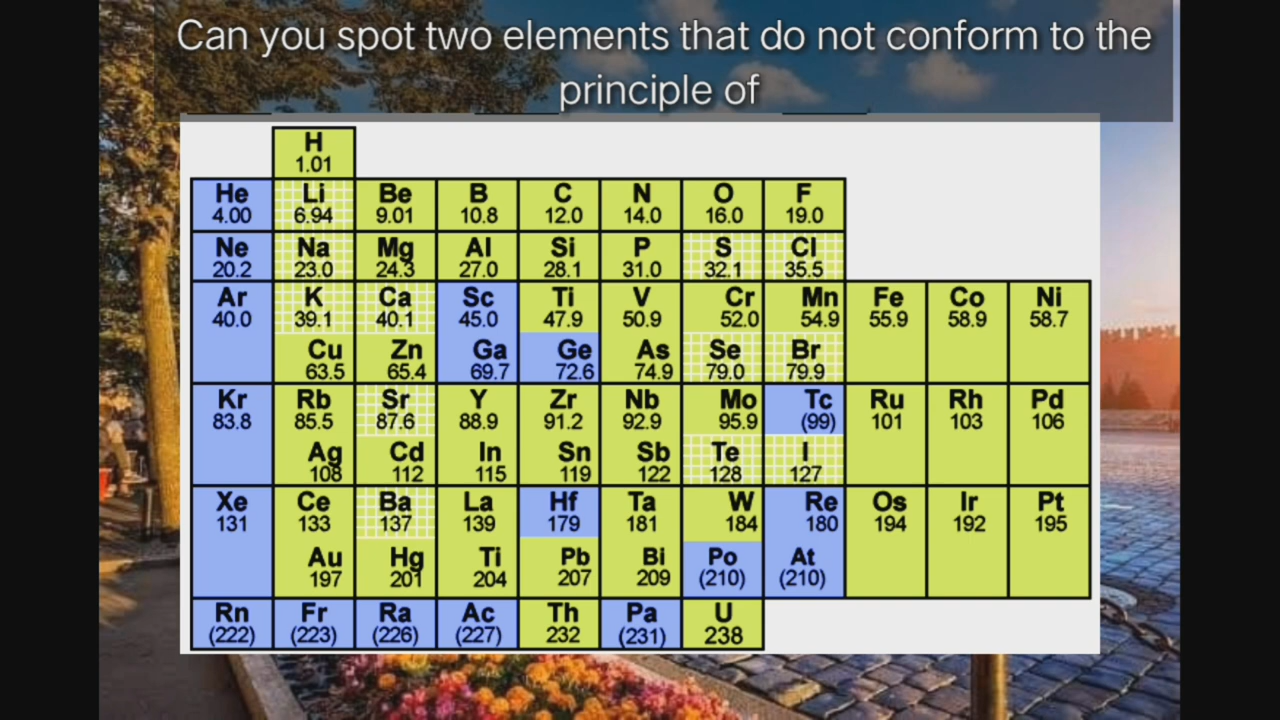 Can you spot two elements that do not conform to the
principle of
H
1.01
He Li Be B C N O F
4.00 6.94 9.01 10.8 12.0 14.0 16.0 19.0
Ne Na Mg Al Si P S Cl
20.2 23.0 24.3 27.0 28.1 31.0 32.1 35.5
Ar K Ca Sc Ti V Cr Mn Fe Co Ni
40.0 39.1 40.1 45.0 47.9 50.9 52.0 54.9 55.9 58.9 58.7
Cu Zn Ga Ge As Se Br
63.5 65.4 69.7 72.6 74.9 79.0 79.9
Kr Rb Sr Y Zr Nb Mo Tc Ru Rh Pd
83.8 85.5 87.6 88.9 91.2 92.9 95.9 (99) 101 103 106
Ag Cd In Sn Sb Te I
108 112 115 119 122 128 127
Xe Ce Ba La Hf Ta W Re Os Ir Pt
131 133 137 139 179 181 184 180 194 192 195
Au Hg Ti Pb Bi Po At
197 201 204 207 209 (210) (210)
Rn Fr Ra Ac Th Pa U
(222) (223) (226) (227) 232 (231) 238